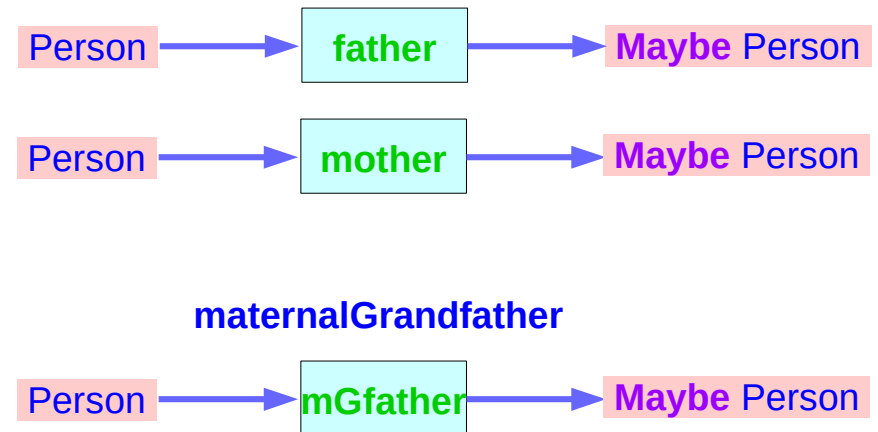 Person father Maybe Person
Person mother Maybe Person
maternalGrandfather
Person mGfather Maybe Person